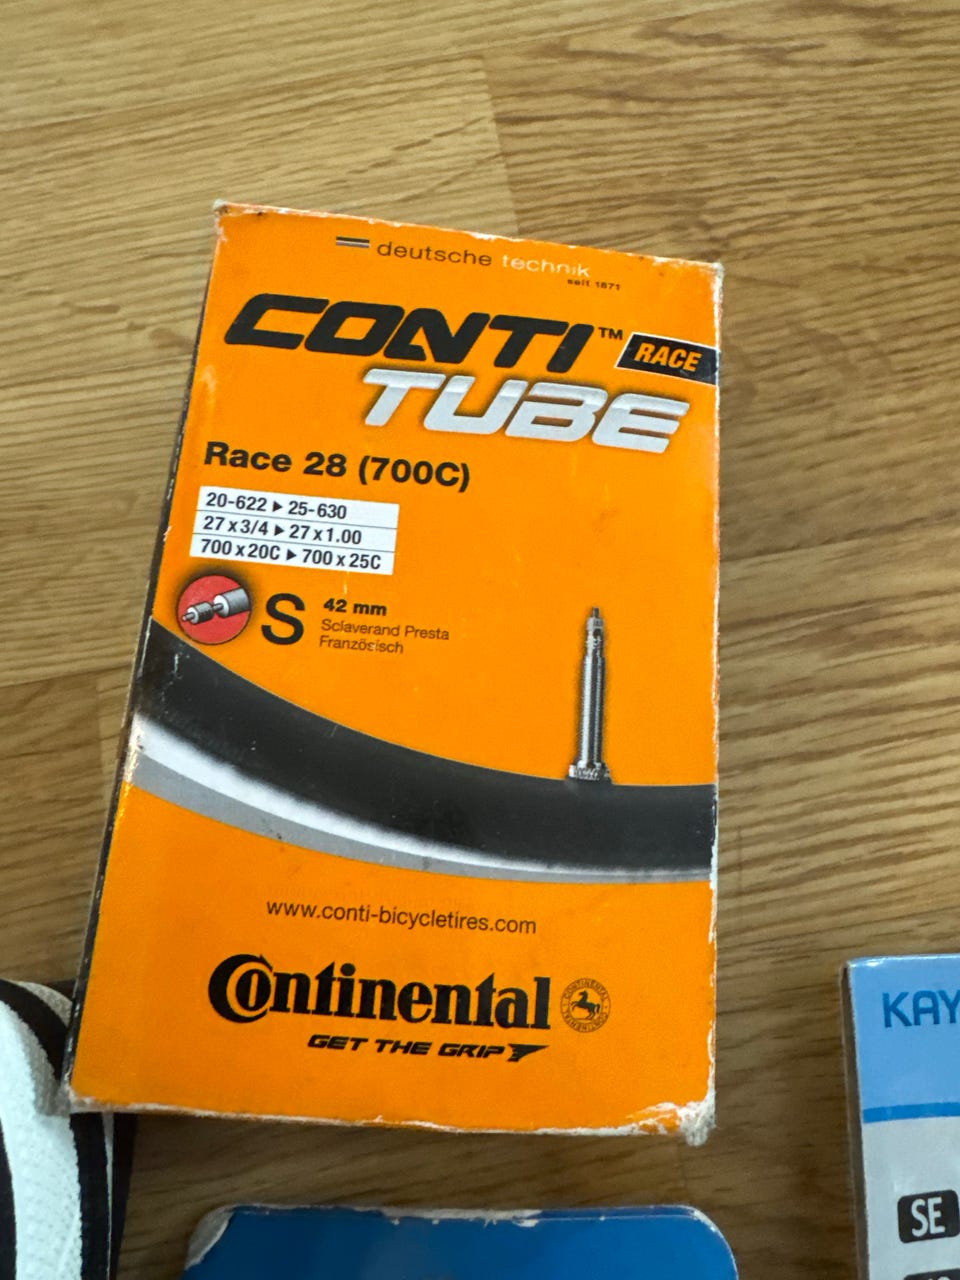 deutsche technik
seit 1871
CONTI™ RACE
TUBE
Race 28 (700C)
20-622 ▸ 25-630
27 x 3/4 ▸ 27 x 1.00
700 x 20C ▸ 700 x 25C
S 42 mm
Sclaverand Presta
Französisch
www.conti-bicycletires.com
Continental
CONTINENTAL CONTINENTAL
GET THE GRIP
KAY
SE